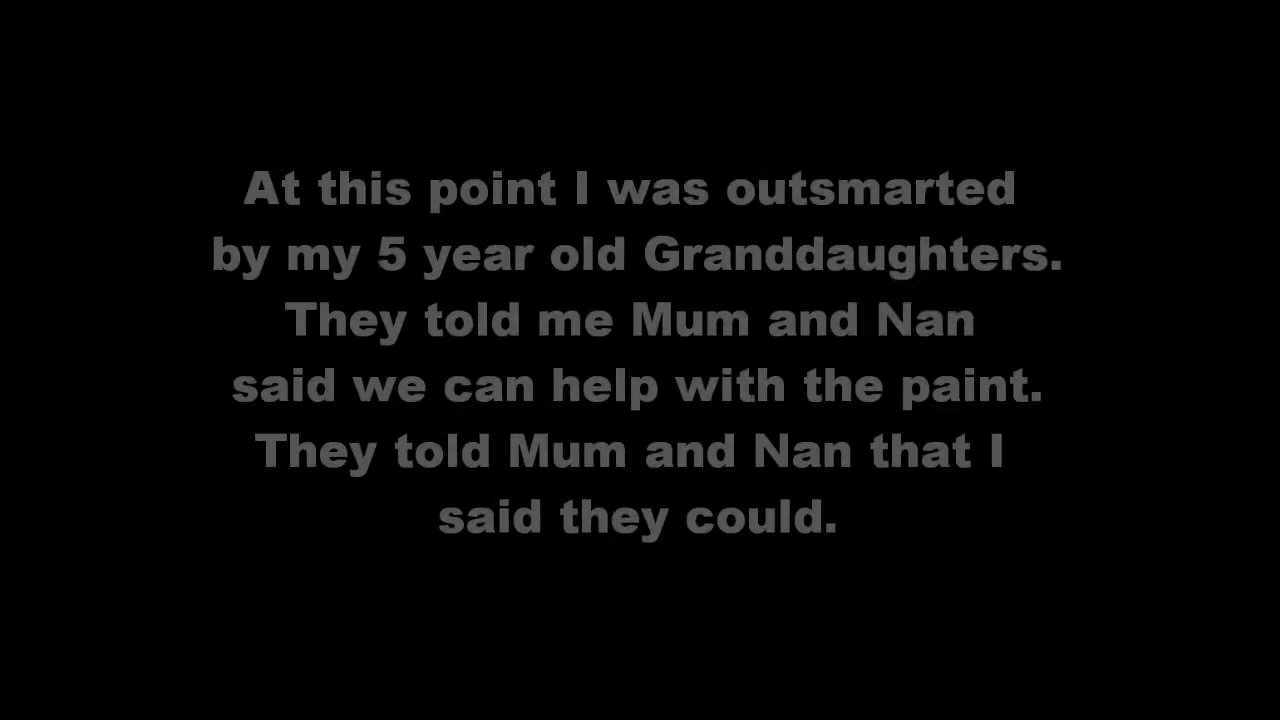 At this point I was outsmarted
by my 5 year old Granddaughters.
They told me Mum and Nan
said we can help with the paint.
They told Mum and Nan that I
said they could.